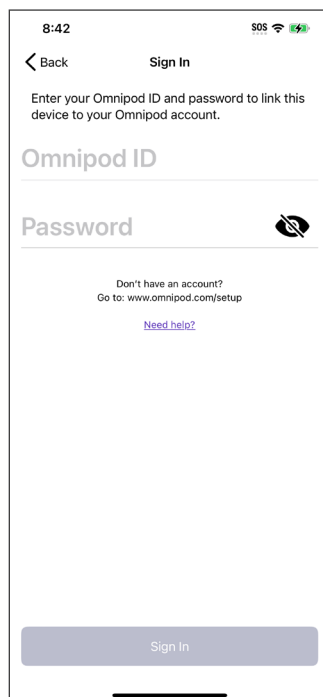 8:42
SOS
Back
Sign In
Enter your Omnipod ID and password to link this
device to your Omnipod account.
Omnipod ID
Password
Don't have an account?
Go to: www.omnipod.com/setup
Need help?
Sign In